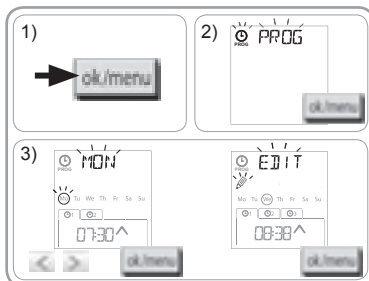 1)
ok/menu
2)
PROG
PROG
ok/menu
3)
MON
PROG
Mo Tu We Th Fr Sa Su
1 2
07:30
< >
ok/menu
EDIT
PROG
Mo Tu We Th Fr Sa Su
1 2 3
08:38
ok/menu